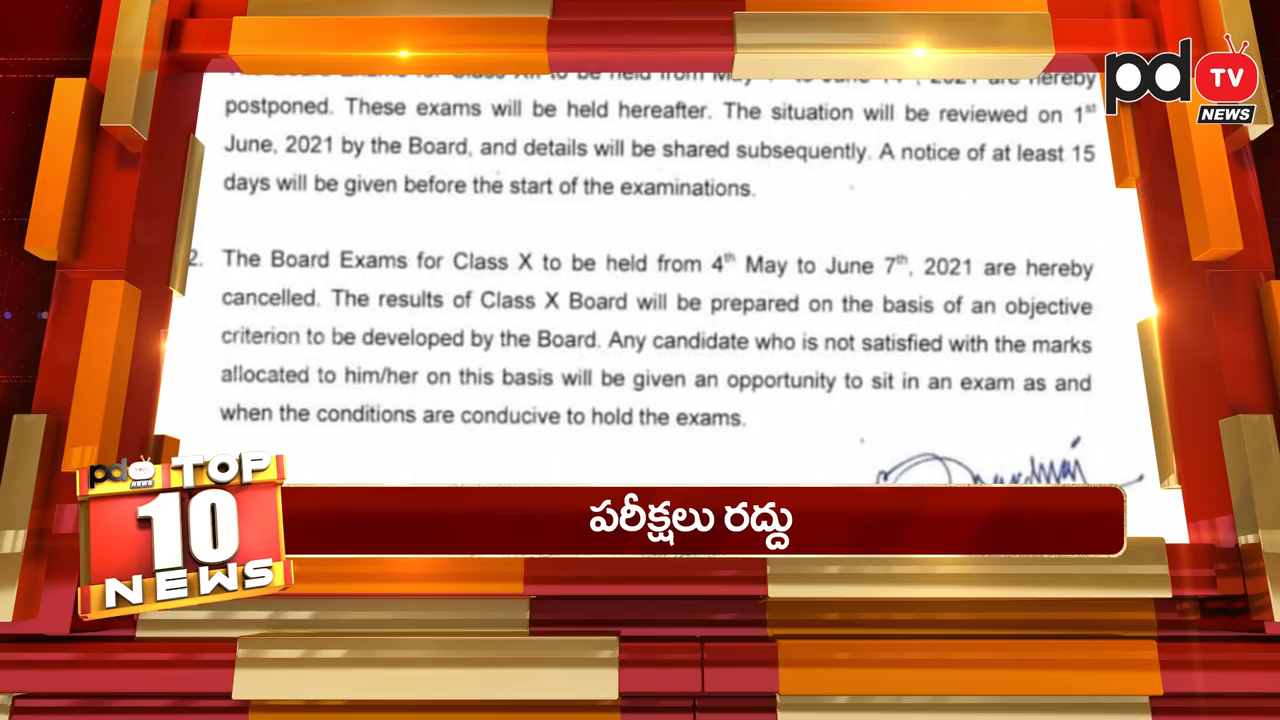 postponed. These exams will be held hereafter. The situation will be reviewed on 1st
June, 2021 by the Board, and details will be shared subsequently. A notice of at least 15
days will be given before the start of the examinations.
2. The Board Exams for Class X to be held from 4th May to June 7th, 2021 are hereby
cancelled. The results of Class X Board will be prepared on the basis of an objective
criterion to be developed by the Board. Any candidate who is not satisfied with the marks
allocated to him/her on this basis will be given an opportunity to sit in an exam as and
when the conditions are conducive to hold the exams.
pd TV
NEWS
pd TV NEWS TOP
10
NEWS
పరీక్షలు రద్దు